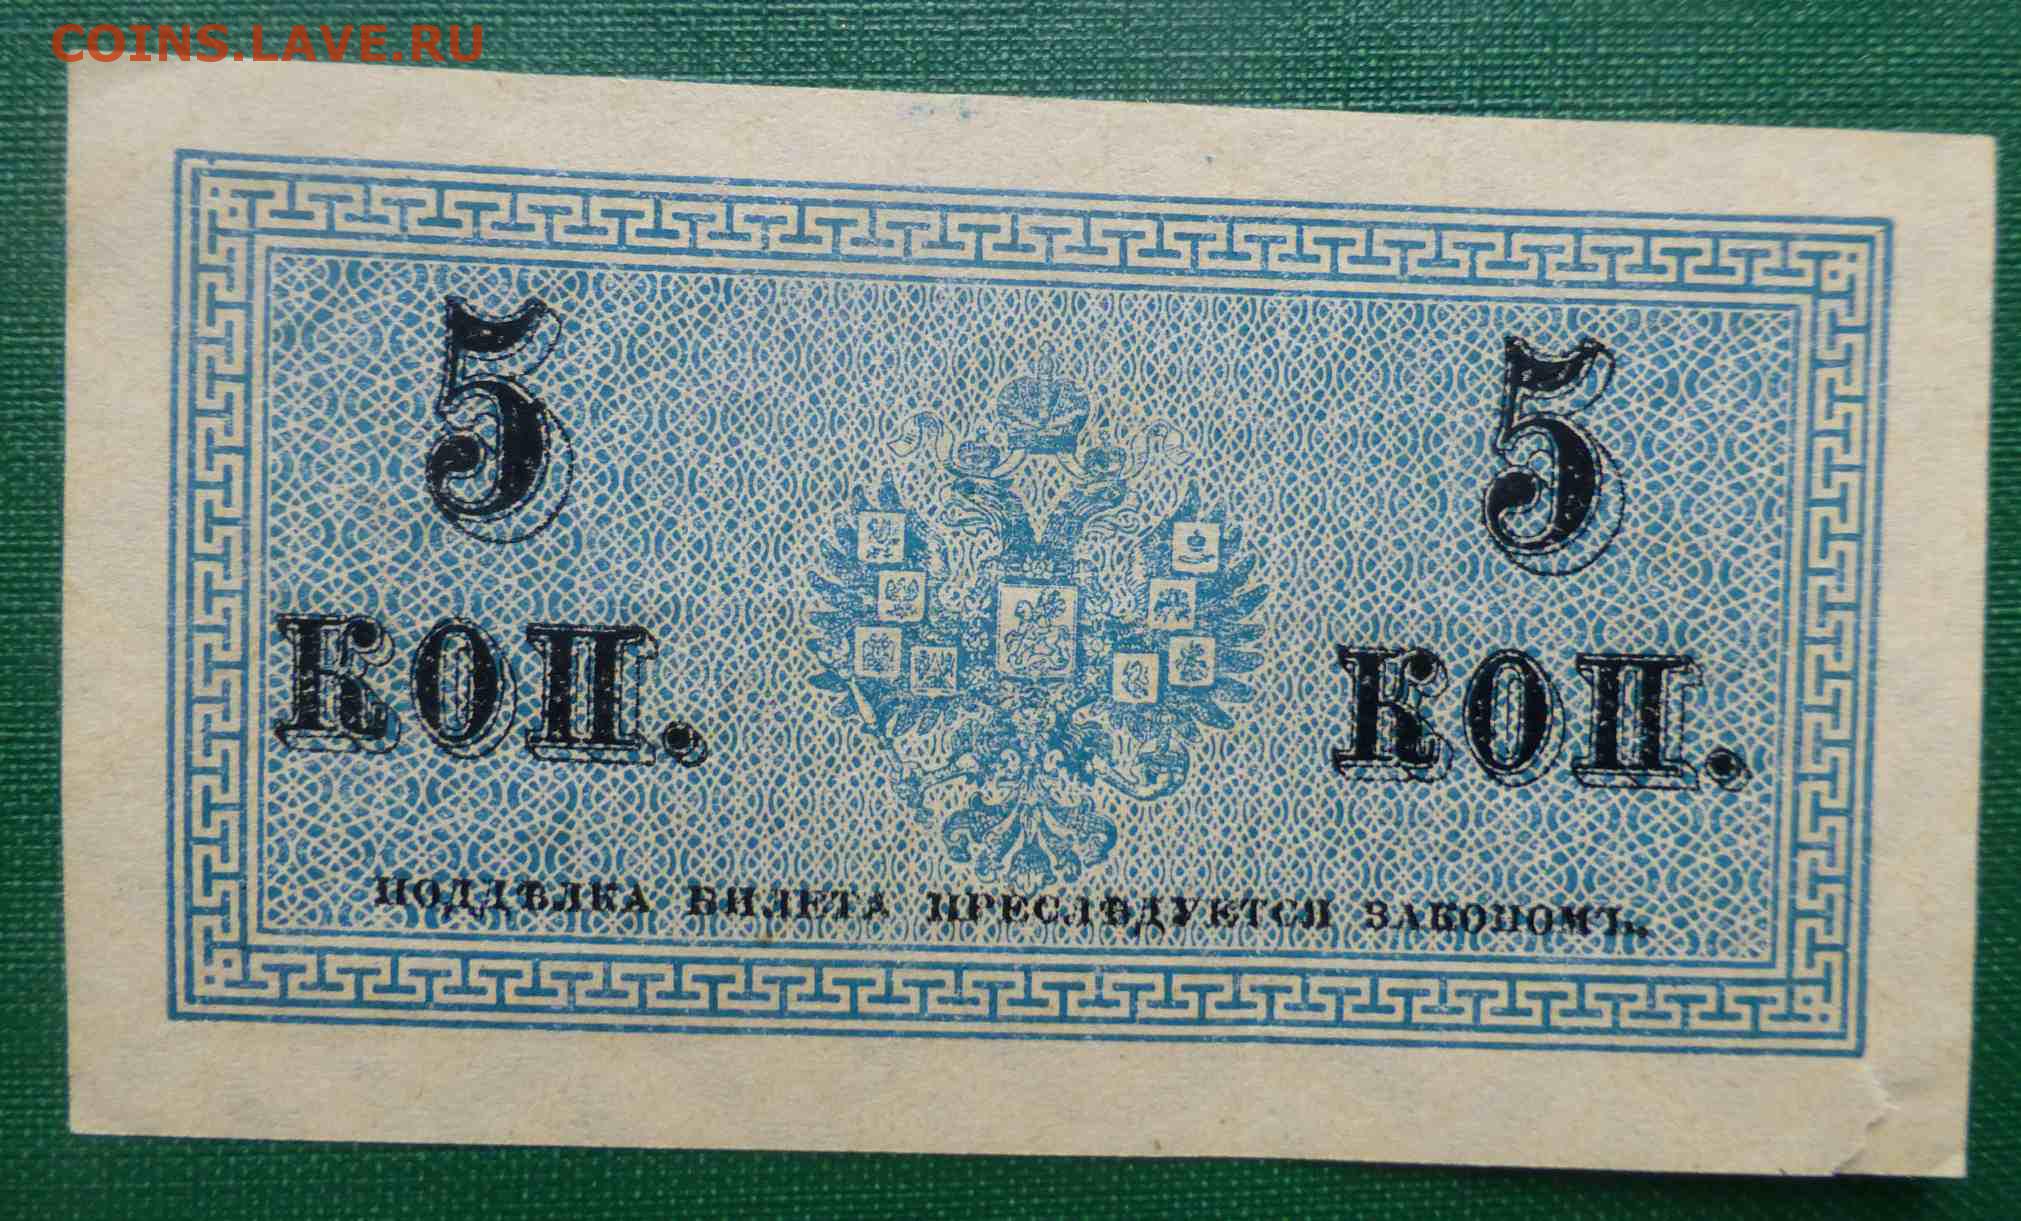 COINS.LAVE.RU
5 5
КОП. КОП.
ПОДДѢЛКА БИЛЕТА ПРЕСЛѢДУЕТСЯ ЗАКОНОМЪ.